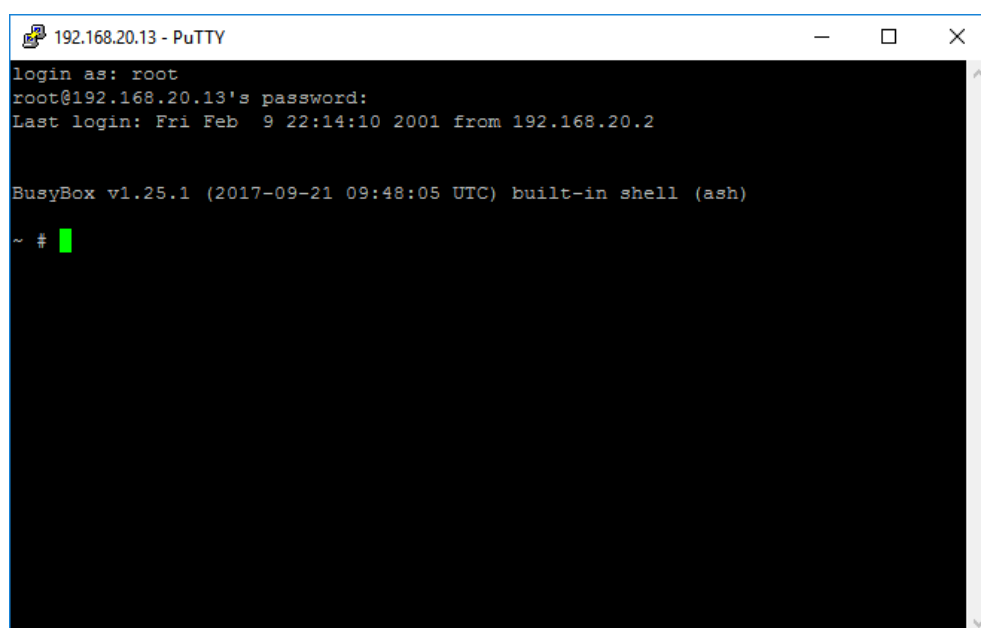 192.168.20.13 - PuTTY
login as: root
root@192.168.20.13's password:
Last login: Fri Feb  9 22:14:10 2001 from 192.168.20.2
BusyBox v1.25.1 (2017-09-21 09:48:05 UTC) built-in shell (ash)
~ #